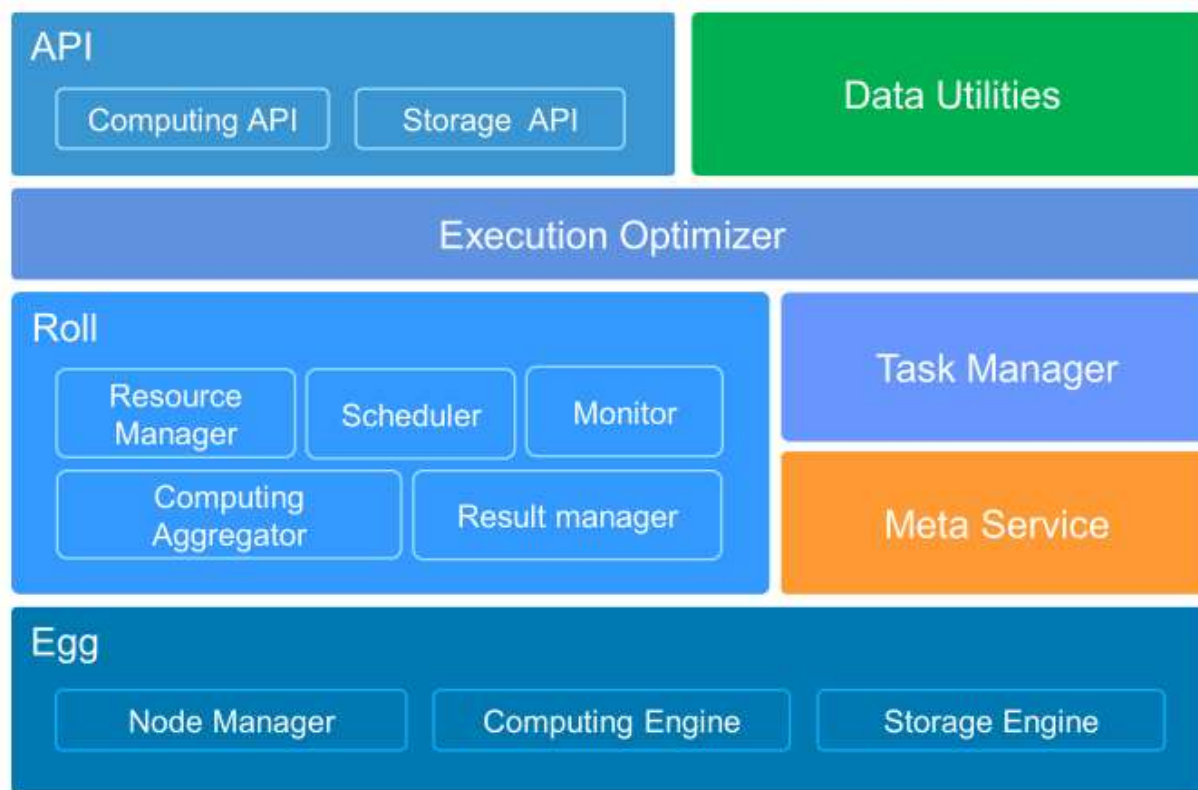 API
Computing API
Storage API
Data Utilities
Execution Optimizer
Roll
Resource
Manager
Scheduler
Monitor
Computing
Aggregator
Result manager
Task Manager
Meta Service
Egg
Node Manager
Computing Engine
Storage Engine